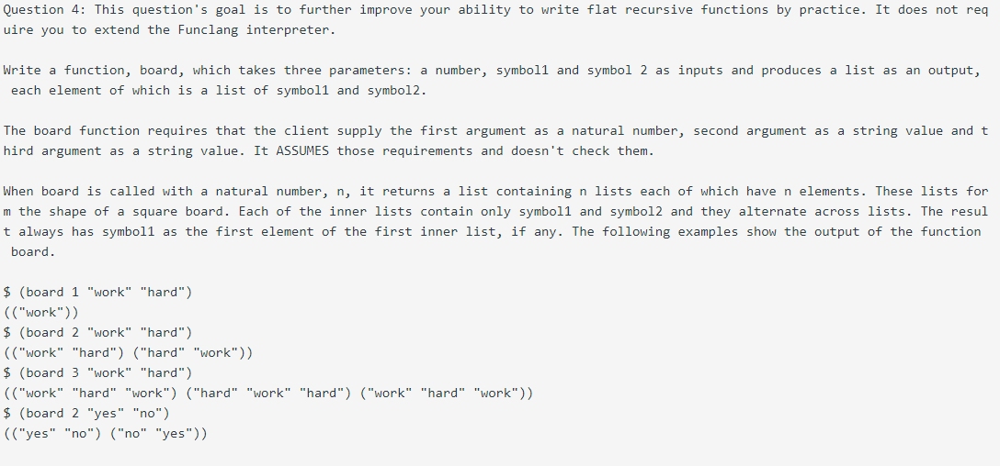 Question 4: This question's goal is to further improve your ability to write flat recursive functions by practice. It does not req
uire you to extend the Funclang interpreter.
Write a function, board, which takes three parameters: a number, symbol1 and symbol 2 as inputs and produces a list as an output,
each element of which is a list of symbol1 and symbol2.
The board function requires that the client supply the first argument as a natural number, second argument as a string value and t
hird argument as a string value. It ASSUMES those requirements and doesn't check them.
When board is called with a natural number, n, it returns a list containing n lists each of which have n elements. These lists for
m the shape of a square board. Each of the inner lists contain only symbol1 and symbol2 and they alternate across lists. The resul
t always has symbol1 as the first element of the first inner list, if any. The following examples show the output of the function
board.
$ (board 1 "work" "hard")
(("work"))
$ (board 2 "work" "hard")
(("work" "hard") ("hard" "work"))
$ (board 3 "work" "hard")
(("work" "hard" "work") ("hard" "work" "hard") ("work" "hard" "work"))
$ (board 2 "yes" "no")
(("yes" "no") ("no" "yes"))